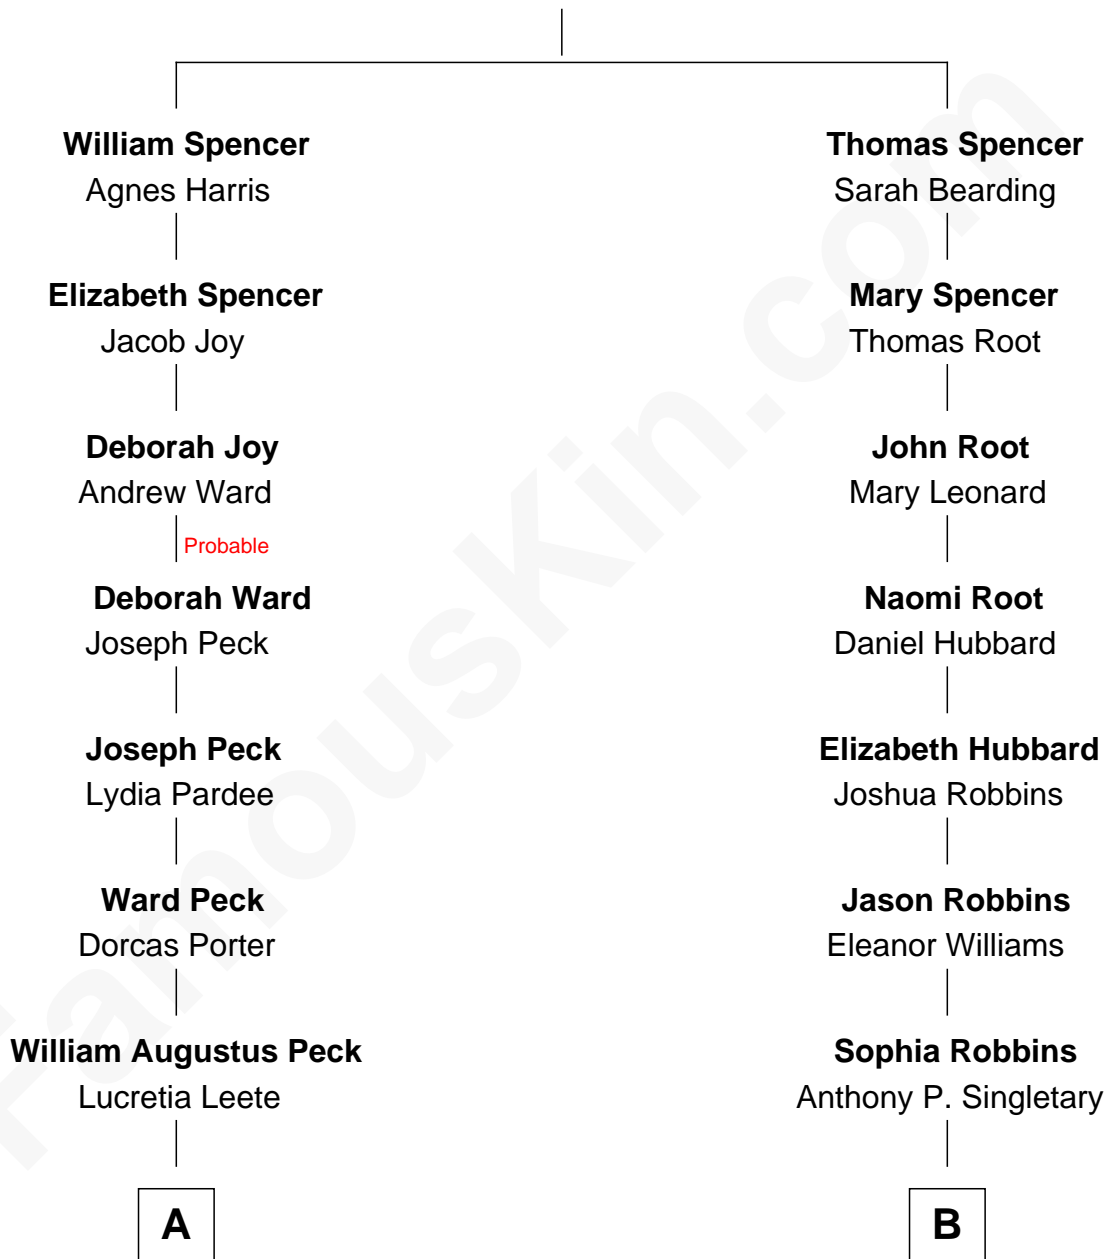 William Spencer
Agnes Harris
Elizabeth Spencer
Jacob Joy
Deborah Joy
Andrew Ward
Probable
Deborah Ward
Joseph Peck
Joseph Peck
Lydia Pardee
Ward Peck
Dorcas Porter
William Augustus Peck
Lucretia Leete
A
Thomas Spencer
Sarah Bearding
Mary Spencer
Thomas Root
John Root
Mary Leonard
Naomi Root
Daniel Hubbard
Elizabeth Hubbard
Joshua Robbins
Jason Robbins
Eleanor Williams
Sophia Robbins
Anthony P. Singletary
B
FamousKin.com